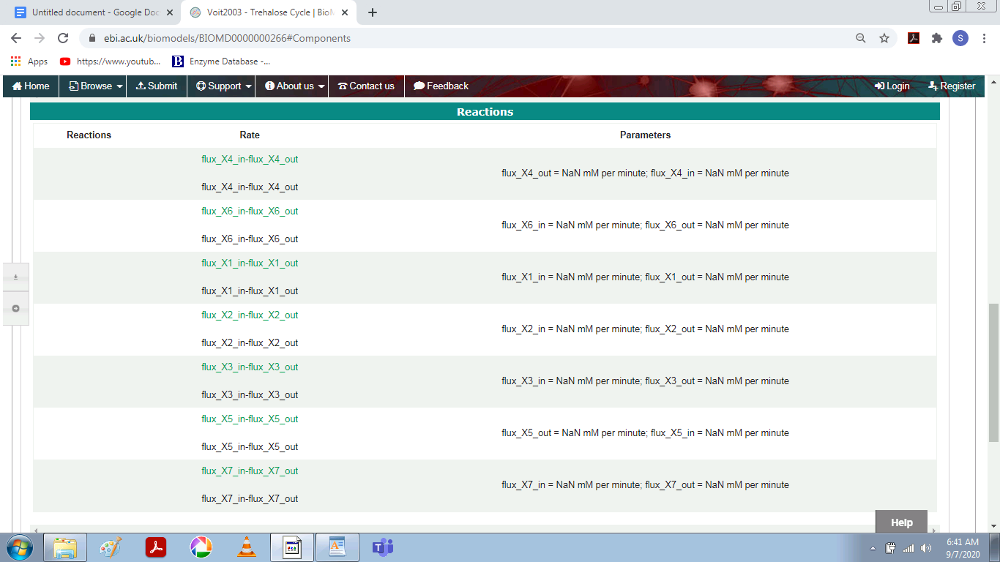 Untitled document - Google Doc
Voit2003 - Trehalose Cycle | BioM
ebi.ac.uk/biomodels/BIOMD0000000266#Components
S
Apps
https://www.youtub...
B
Enzyme Database -...
Home Browse Submit Support About us Contact us Feedback Login Register
Reactions
Reactions Rate Parameters
flux_X4_in-flux_X4_out
flux_X4_out = NaN mM per minute; flux_X4_in = NaN mM per minute
flux_X4_in-flux_X4_out
flux_X6_in-flux_X6_out
flux_X6_in = NaN mM per minute; flux_X6_out = NaN mM per minute
flux_X6_in-flux_X6_out
flux_X1_in-flux_X1_out
flux_X1_in = NaN mM per minute; flux_X1_out = NaN mM per minute
flux_X1_in-flux_X1_out
flux_X2_in-flux_X2_out
flux_X2_in = NaN mM per minute; flux_X2_out = NaN mM per minute
flux_X2_in-flux_X2_out
flux_X3_in-flux_X3_out
flux_X3_in = NaN mM per minute; flux_X3_out = NaN mM per minute
flux_X3_in-flux_X3_out
flux_X5_in-flux_X5_out
flux_X5_out = NaN mM per minute; flux_X5_in = NaN mM per minute
flux_X5_in-flux_X5_out
flux_X7_in-flux_X7_out
flux_X7_in = NaN mM per minute; flux_X7_out = NaN mM per minute
flux_X7_in-flux_X7_out
Help
6:41 AM
9/7/2020